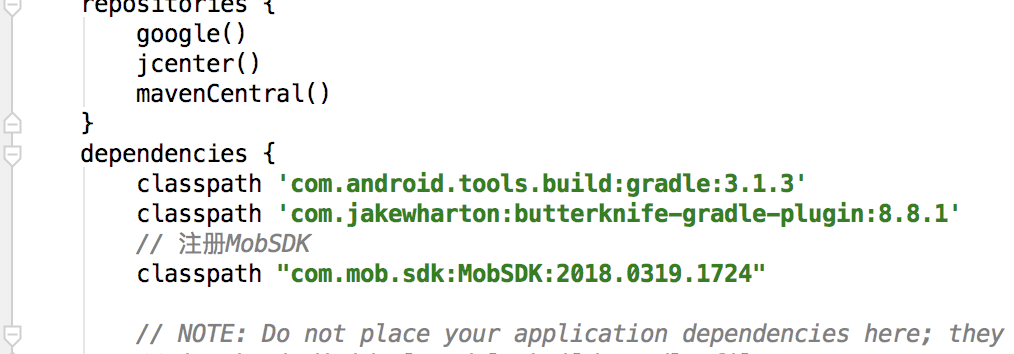 repositories {
google()
jcenter()
mavenCentral()
}
dependencies {
classpath 'com.android.tools.build:gradle:3.1.3'
classpath 'com.jakewharton:butterknife-gradle-plugin:8.8.1'
// 注册MobSDK
classpath "com.mob.sdk:MobSDK:2018.0319.1724"
// NOTE: Do not place your application dependencies here; they